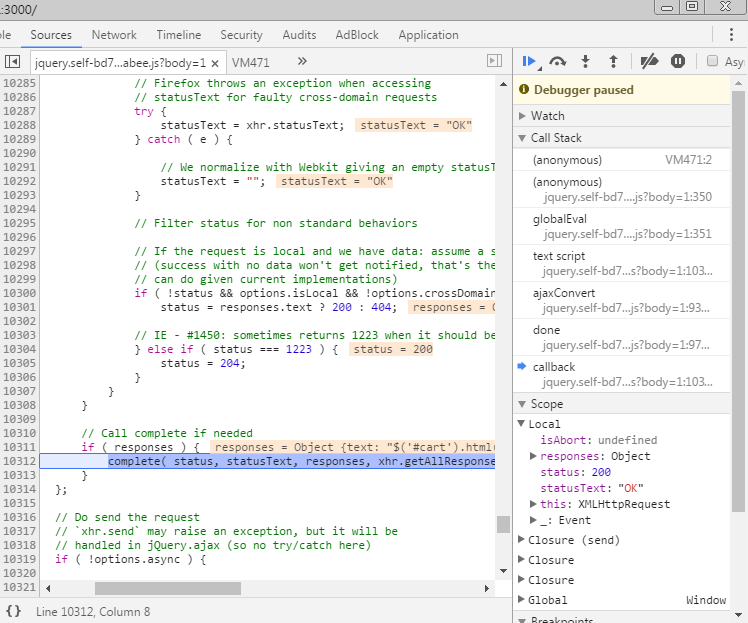 :3000/
Sources Network Timeline Security Audits AdBlock Application
jquery.self-bd7...abee.js?body=1 × VM471 »
Asy
10285 // Firefox throws an exception when accessing
10286 // statusText for faulty cross-domain requests
10287 try {
10288 statusText = xhr.statusText; statusText = "OK"
10289 } catch ( e ) {
10290
10291 // We normalize with Webkit giving an empty statusT
10292 statusText = ""; statusText = "OK"
10293 }
10294
10295 // Filter status for non standard behaviors
10296
10297 // If the request is local and we have data: assume a s
10298 // (success with no data won't get notified, that's the
10299 // can do given current implementations)
10300 if ( !status && options.isLocal && !options.crossDomain
10301 status = responses.text ? 200 : 404; responses = O
10302
10303 // IE - #1450: sometimes returns 1223 when it should be
10304 } else if ( status === 1223 ) { status = 200
10305 status = 204;
10306 }
10307 }
10308 }
10309
10310 // Call complete if needed
10311 if ( responses ) { responses = Object {text: "$('#cart').html(
10312 complete( status, statusText, responses, xhr.getAllResponse
10313 }
10314 };
10315
10316 // Do send the request
10317 // `xhr.send` may raise an exception, but it will be
10318 // handled in jQuery.ajax (so no try/catch here)
10319 if ( !options.async ) {
10320
10321
{} Line 10312, Column 8
Debugger paused
Watch
Call Stack
(anonymous) VM471:2
(anonymous)
jquery.self-bd7....js?body=1:350
globalEval
jquery.self-bd7....js?body=1:351
text script
jquery.self-bd7...s?body=1:103...
ajaxConvert
jquery.self-bd7....js?body=1:93...
done
jquery.self-bd7....js?body=1:97...
callback
jquery.self-bd7...s?body=1:103...
Scope
Local
isAbort: undefined
responses: Object
status: 200
statusText: "OK"
this: XMLHttpRequest
_: Event
Closure (send)
Closure
Closure
Global Window
Breakpoints